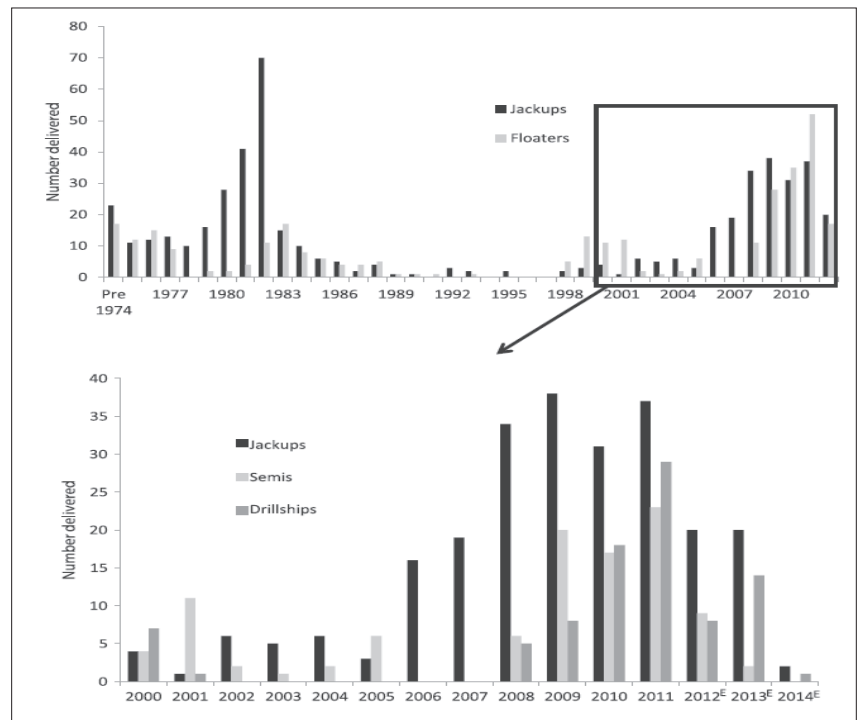 80
70
60
50
40
30
20
10
0
Number delivered
Jackups
Floaters
Pre 1974 1977 1980 1983 1986 1989 1992 1995 1998 2001 2004 2007 2010
40
35
30
25
20
15
10
5
0
Number delivered
Jackups
Semis
Drillships
2000 2001 2002 2003 2004 2005 2006 2007 2008 2009 2010 2011 2012ᴱ 2013ᴱ 2014ᴱ